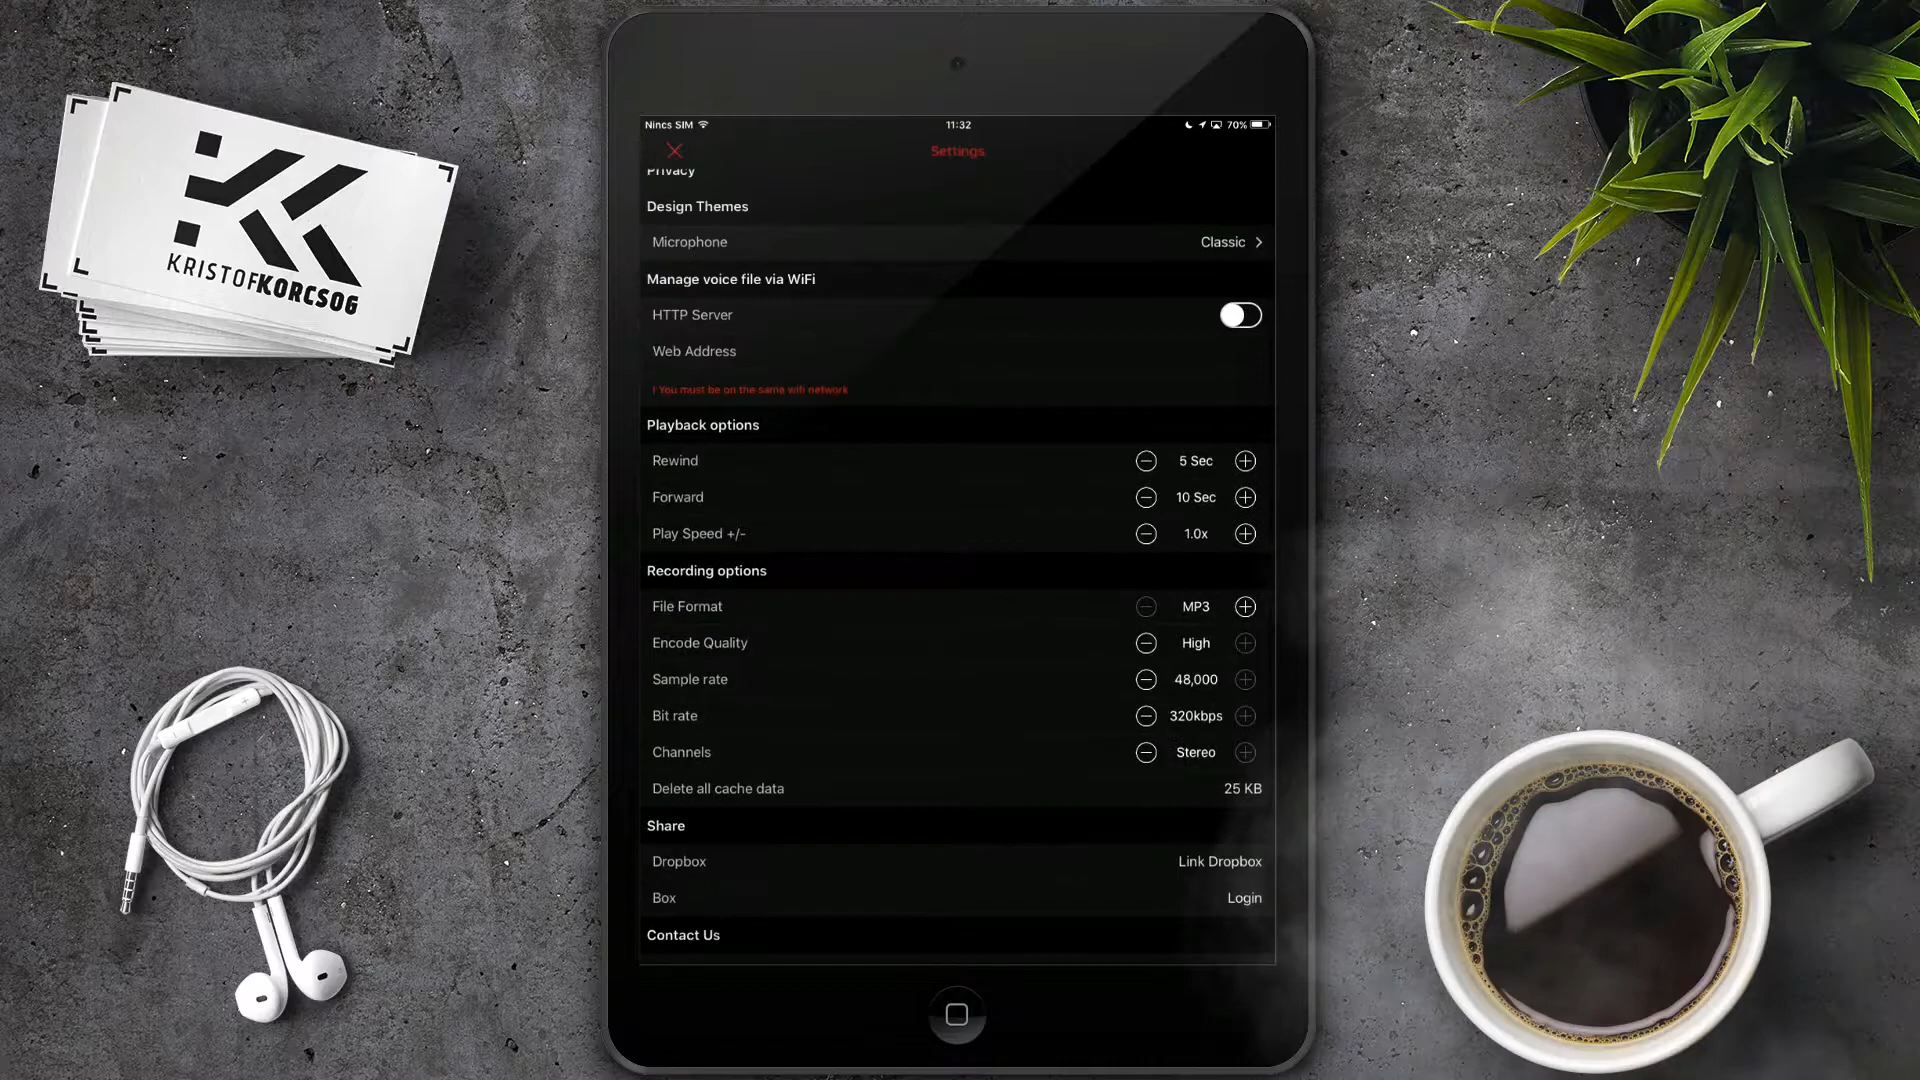 KRISTOFKORCSOG
Nincs SIM 11:32 70%
Settings
Privacy
Design Themes
Microphone Classic
Manage voice file via WiFi
HTTP Server
Web Address
! You must be on the same wifi network
Playback options
Rewind 5 Sec
Forward 10 Sec
Play Speed +/- 1.0x
Recording options
File Format MP3
Encode Quality High
Sample rate 48,000
Bit rate 320kbps
Channels Stereo
Delete all cache data 25 KB
Share
Dropbox Link Dropbox
Box Login
Contact Us